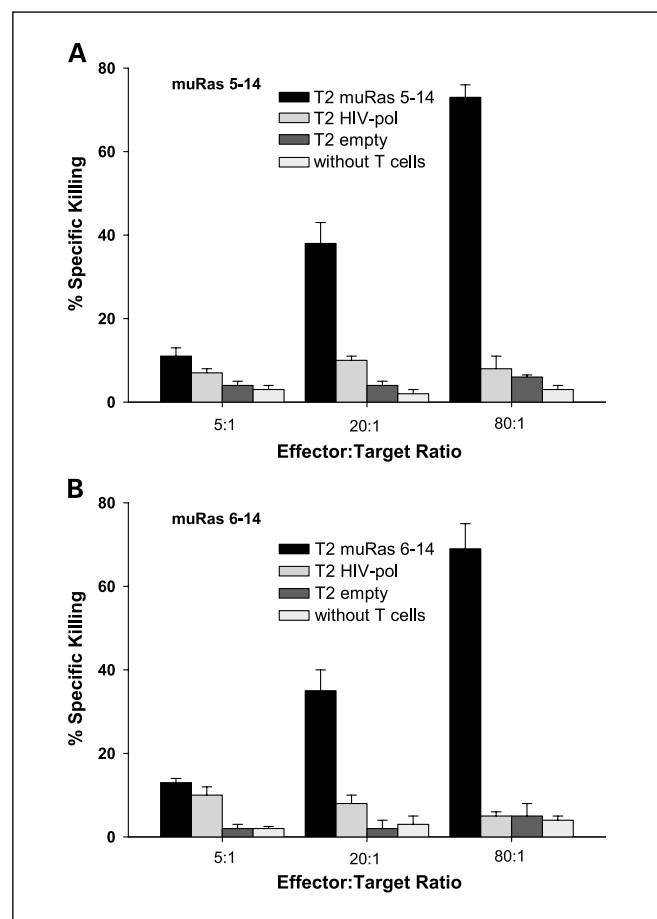 A
muRas 5-14
T2 muRas 5-14
T2 HIV-pol
T2 empty
without T cells
% Specific Killing
80
60
40
20
0
5:1
20:1
80:1
Effector:Target Ratio
B
muRas 6-14
T2 muRas 6-14
T2 HIV-pol
T2 empty
without T cells
% Specific Killing
80
60
40
20
0
5:1
20:1
80:1
Effector:Target Ratio